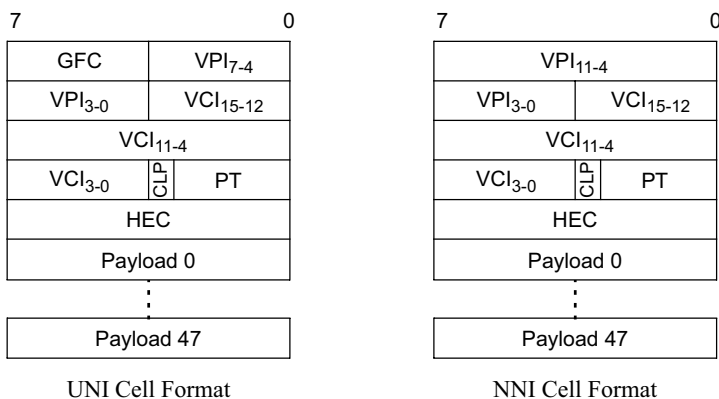 7 0
GFC VPI7-4
VPI3-0 VCI15-12
VCI11-4
VCI3-0 CLP PT
HEC
Payload 0
Payload 47
UNI Cell Format
7 0
VPI11-4
VPI3-0 VCI15-12
VCI11-4
VCI3-0 CLP PT
HEC
Payload 0
Payload 47
NNI Cell Format